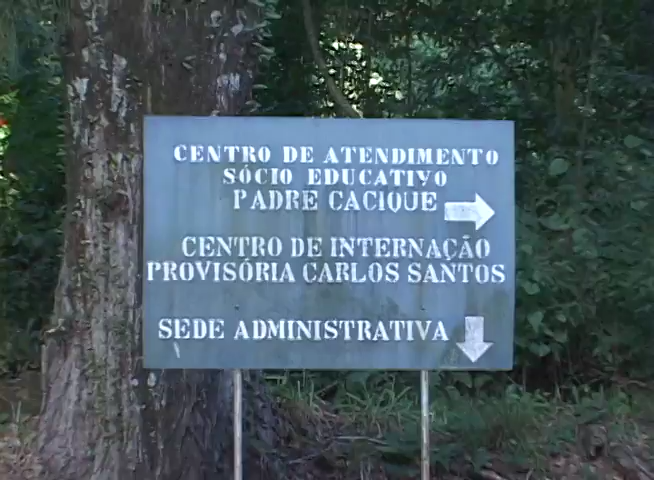 CENTRO DE ATENDIMENTO
SÓCIO EDUCATIVO
PADRE CACIQUE
CENTRO DE INTERNAÇÃO
PROVISÓRIA CARLOS SANTOS
SEDE ADMINISTRATIVA